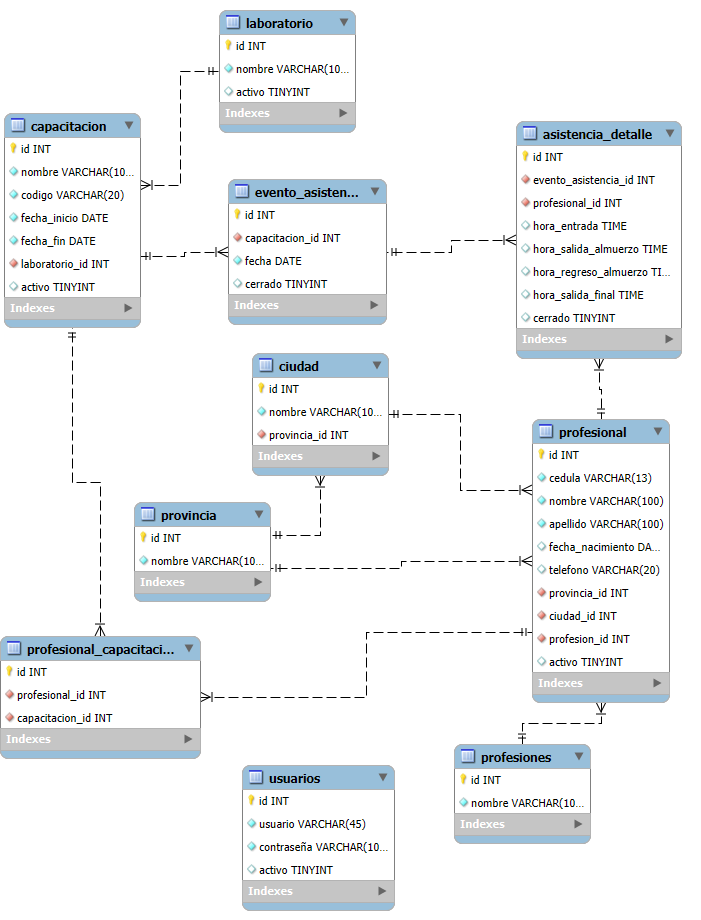 laboratorio
id INT
nombre VARCHAR(10...
activo TINYINT
Indexes
capacitacion
id INT
nombre VARCHAR(10...
codigo VARCHAR(20)
fecha_inicio DATE
fecha_fin DATE
laboratorio_id INT
activo TINYINT
Indexes
evento_asisten...
id INT
capacitacion_id INT
fecha DATE
cerrado TINYINT
Indexes
asistencia_detalle
id INT
evento_asistencia_id INT
profesional_id INT
hora_entrada TIME
hora_salida_almuerzo TIME
hora_regreso_almuerzo TI...
hora_salida_final TIME
cerrado TINYINT
Indexes
ciudad
id INT
nombre VARCHAR(10...
provincia_id INT
Indexes
profesional
id INT
cedula VARCHAR(13)
nombre VARCHAR(100)
apellido VARCHAR(100)
fecha_nacimiento DA...
telefono VARCHAR(20)
provincia_id INT
ciudad_id INT
profesion_id INT
activo TINYINT
Indexes
provincia
id INT
nombre VARCHAR(10...
Indexes
profesional_capacitaci...
id INT
profesional_id INT
capacitacion_id INT
Indexes
profesiones
id INT
nombre VARCHAR(10...
Indexes
usuarios
id INT
usuario VARCHAR(45)
contraseña VARCHAR(10...
activo TINYINT
Indexes